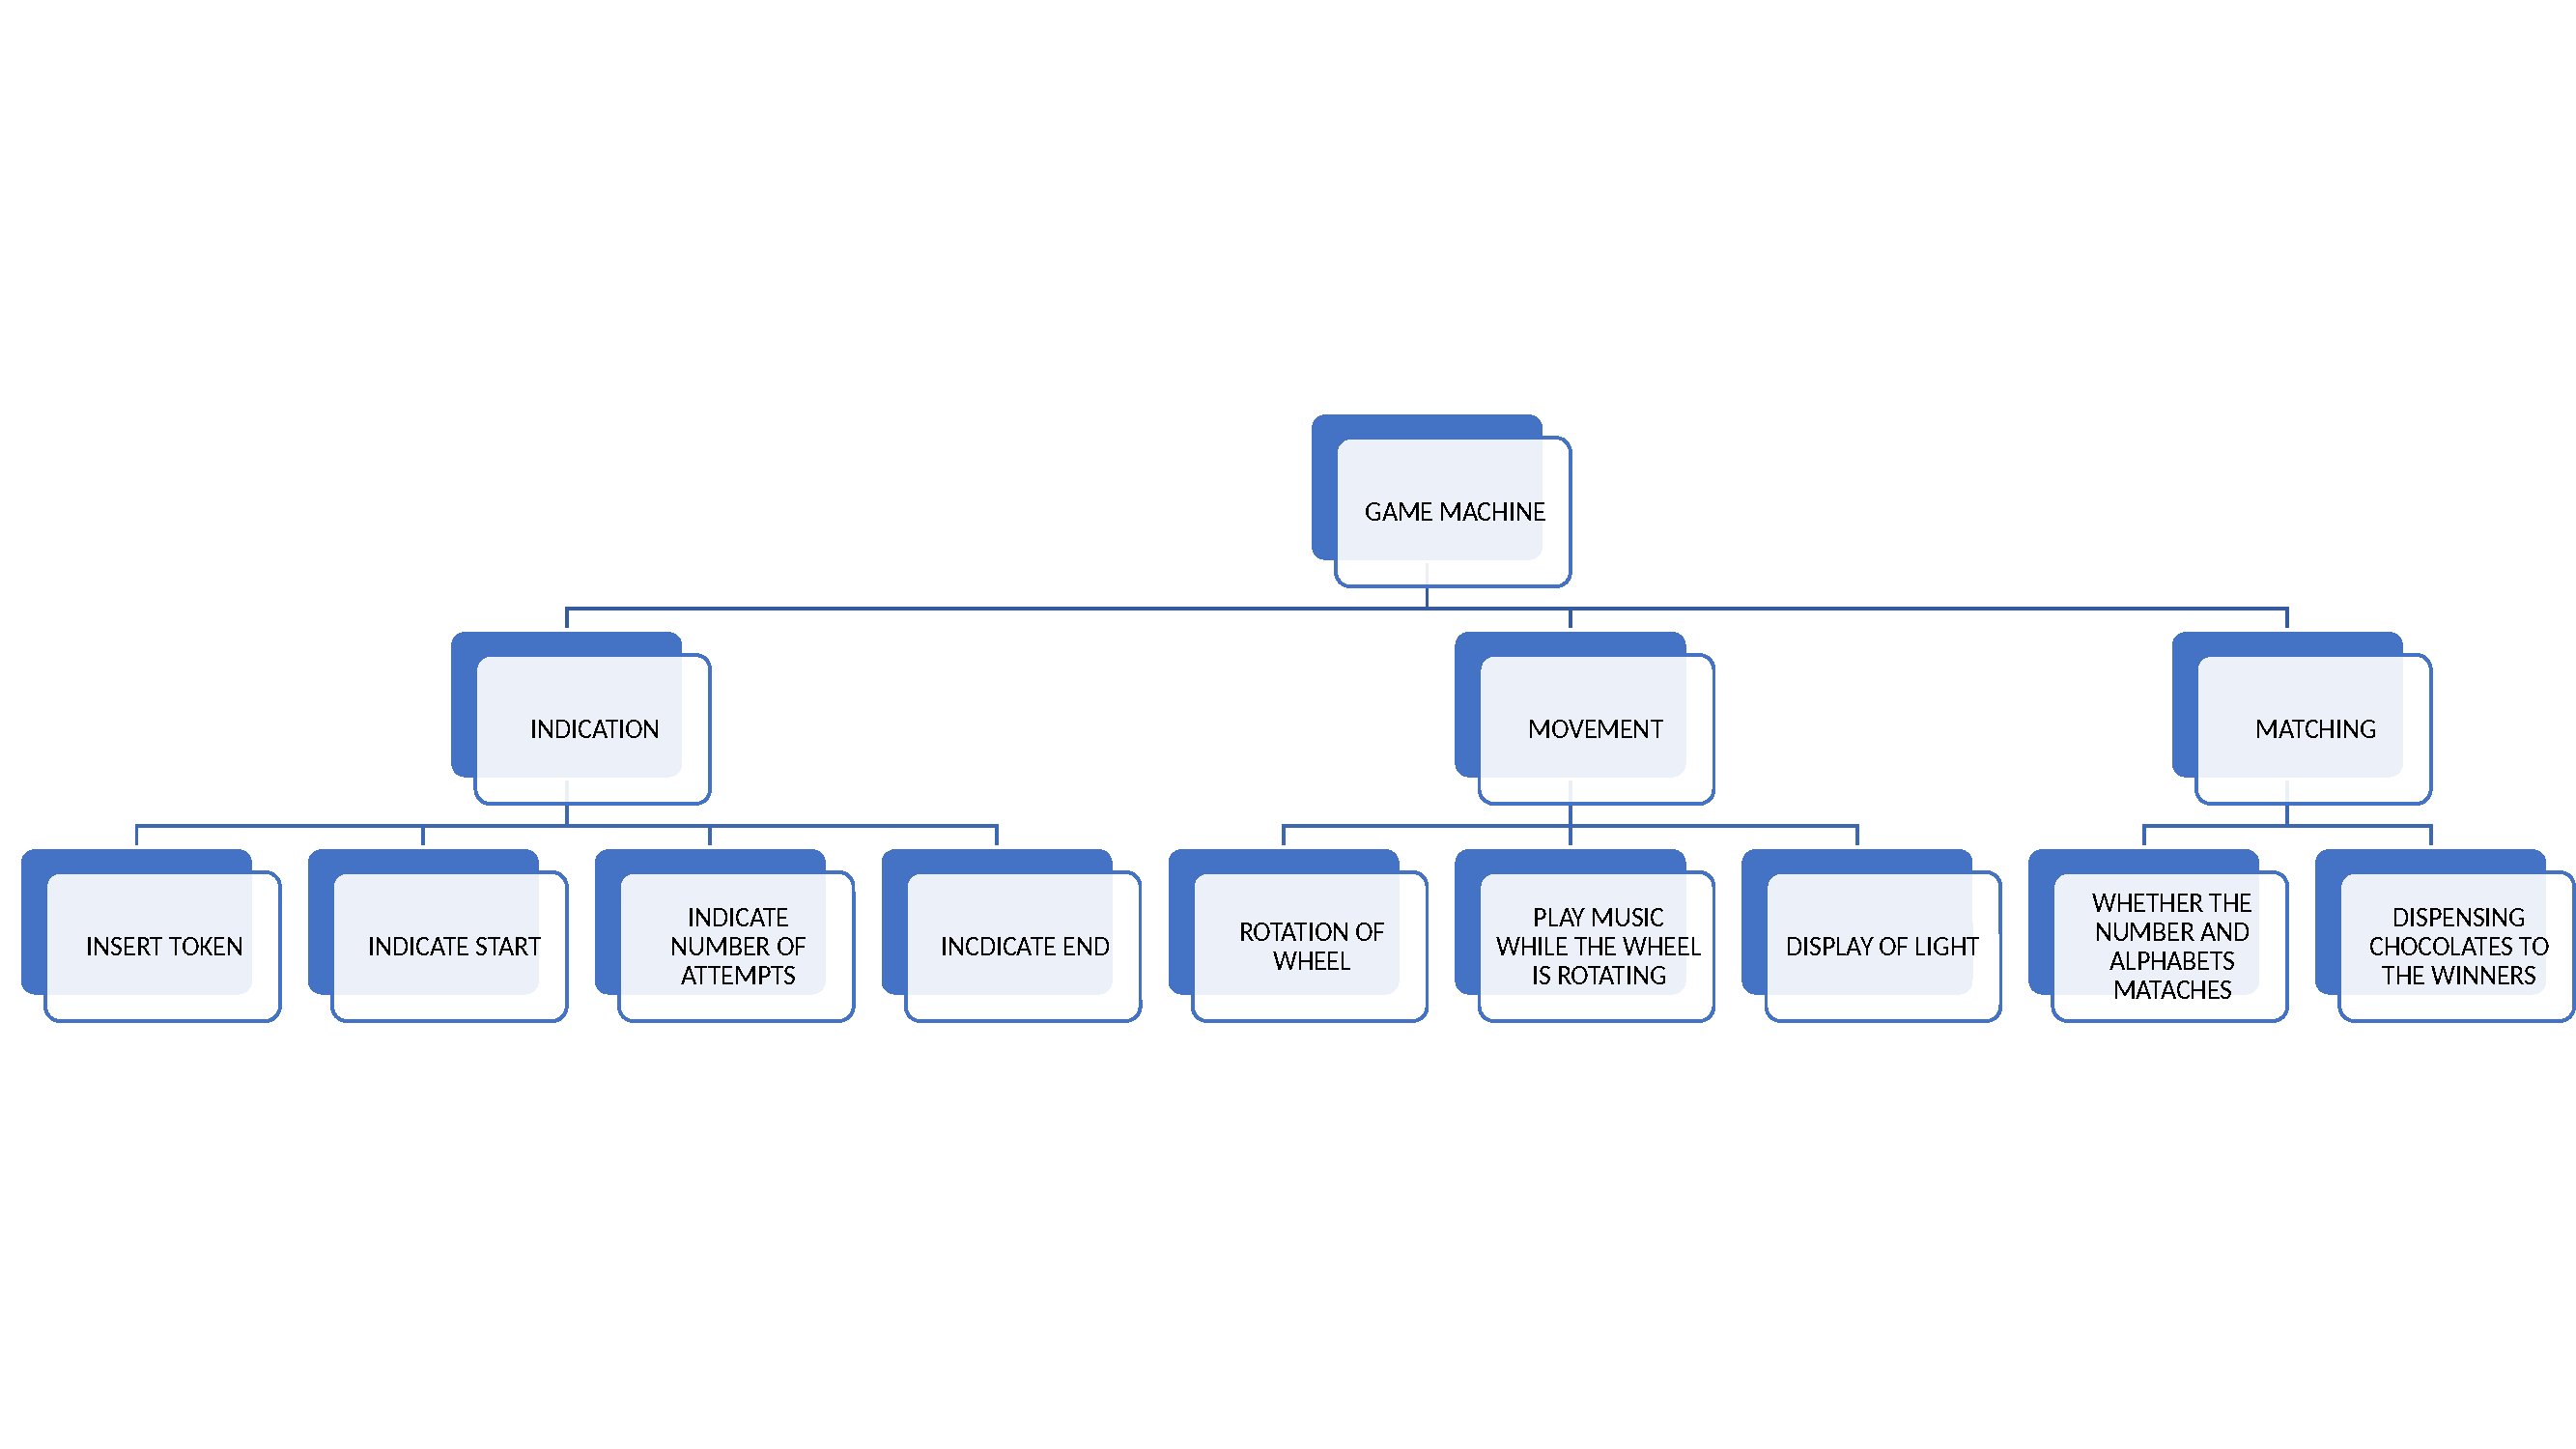 GAME MACHINE
INDICATION
MOVEMENT
MATCHING
INSERT TOKEN
INDICATE START
INDICATE
NUMBER OF
ATTEMPTS
INCDICATE END
ROTATION OF
WHEEL
PLAY MUSIC
WHILE THE WHEEL
IS ROTATING
DISPLAY OF LIGHT
WHETHER THE
NUMBER AND
ALPHABETS
MATACHES
DISPENSING
CHOCOLATES TO
THE WINNERS